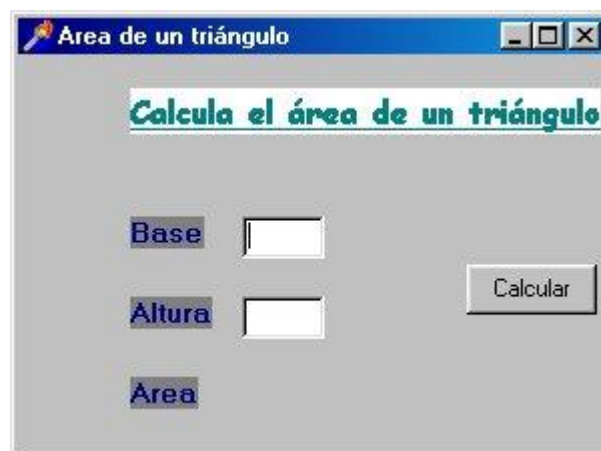 Area de un triángulo
Calcula el área de un triángulo
Base
Calcular
Altura
Area